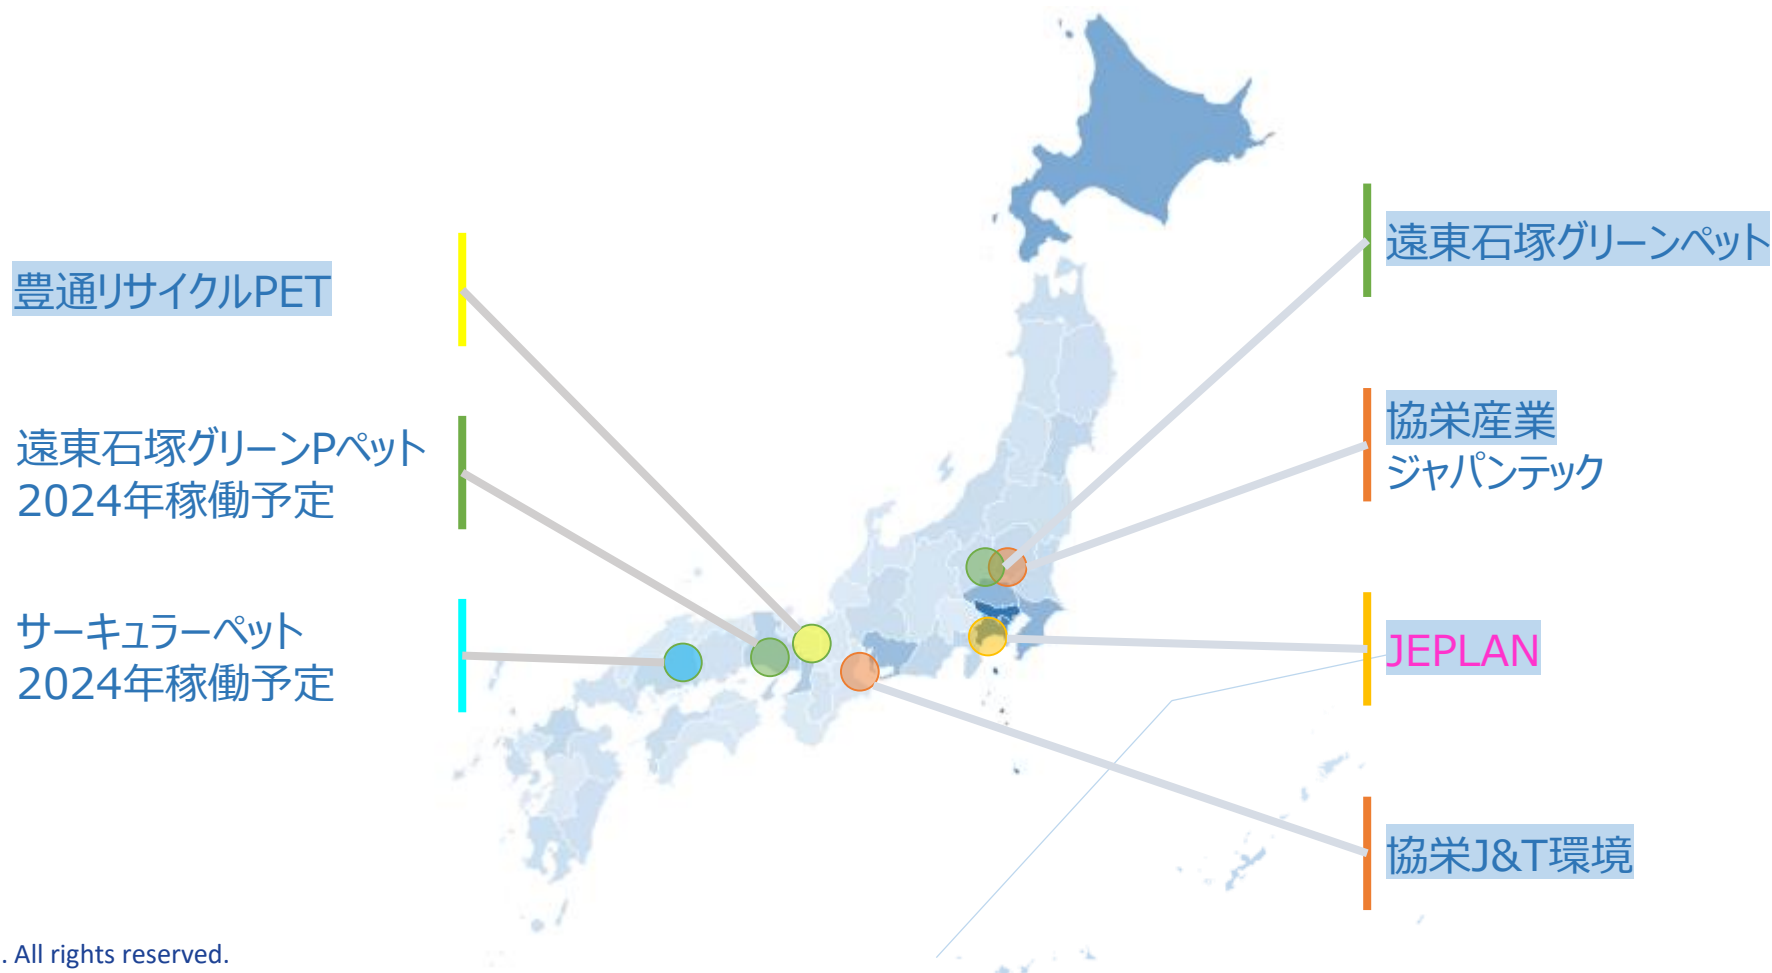 豊通リサイクルPET
遠東石塚グリーンPペット
2024年稼働予定
サーキュラーペット
2024年稼働予定
遠東石塚グリーンペット
協栄産業
ジャパンテック
JEPLAN
協栄J&T環境
. All rights reserved.